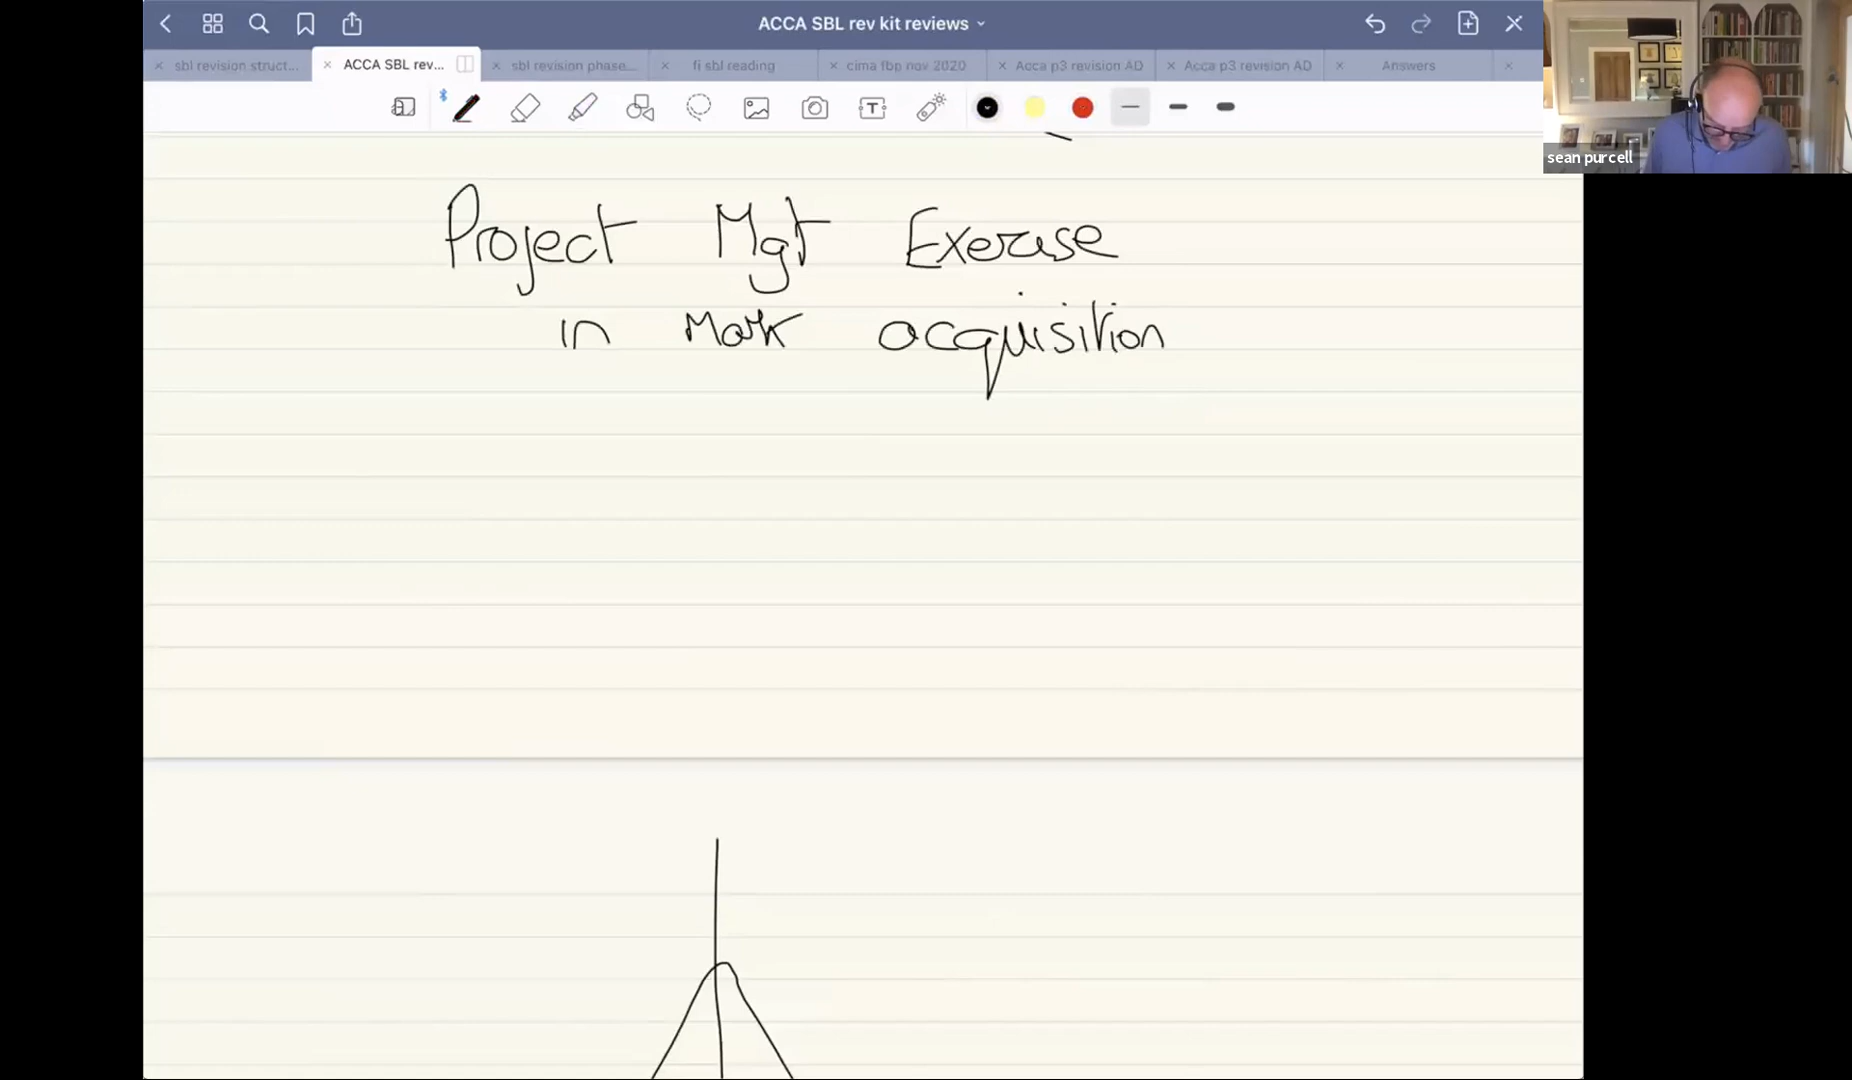 ACCA SBL rev kit reviews
sbl revision struct...
ACCA SBL rev...
sbl revision phase...
fi sbl reading
cima fbp nov 2020
Acca p3 revision AD
Acca p3 revision AD
Answers
sean purcell
Project Mgt Exercise
in Mark acquisition